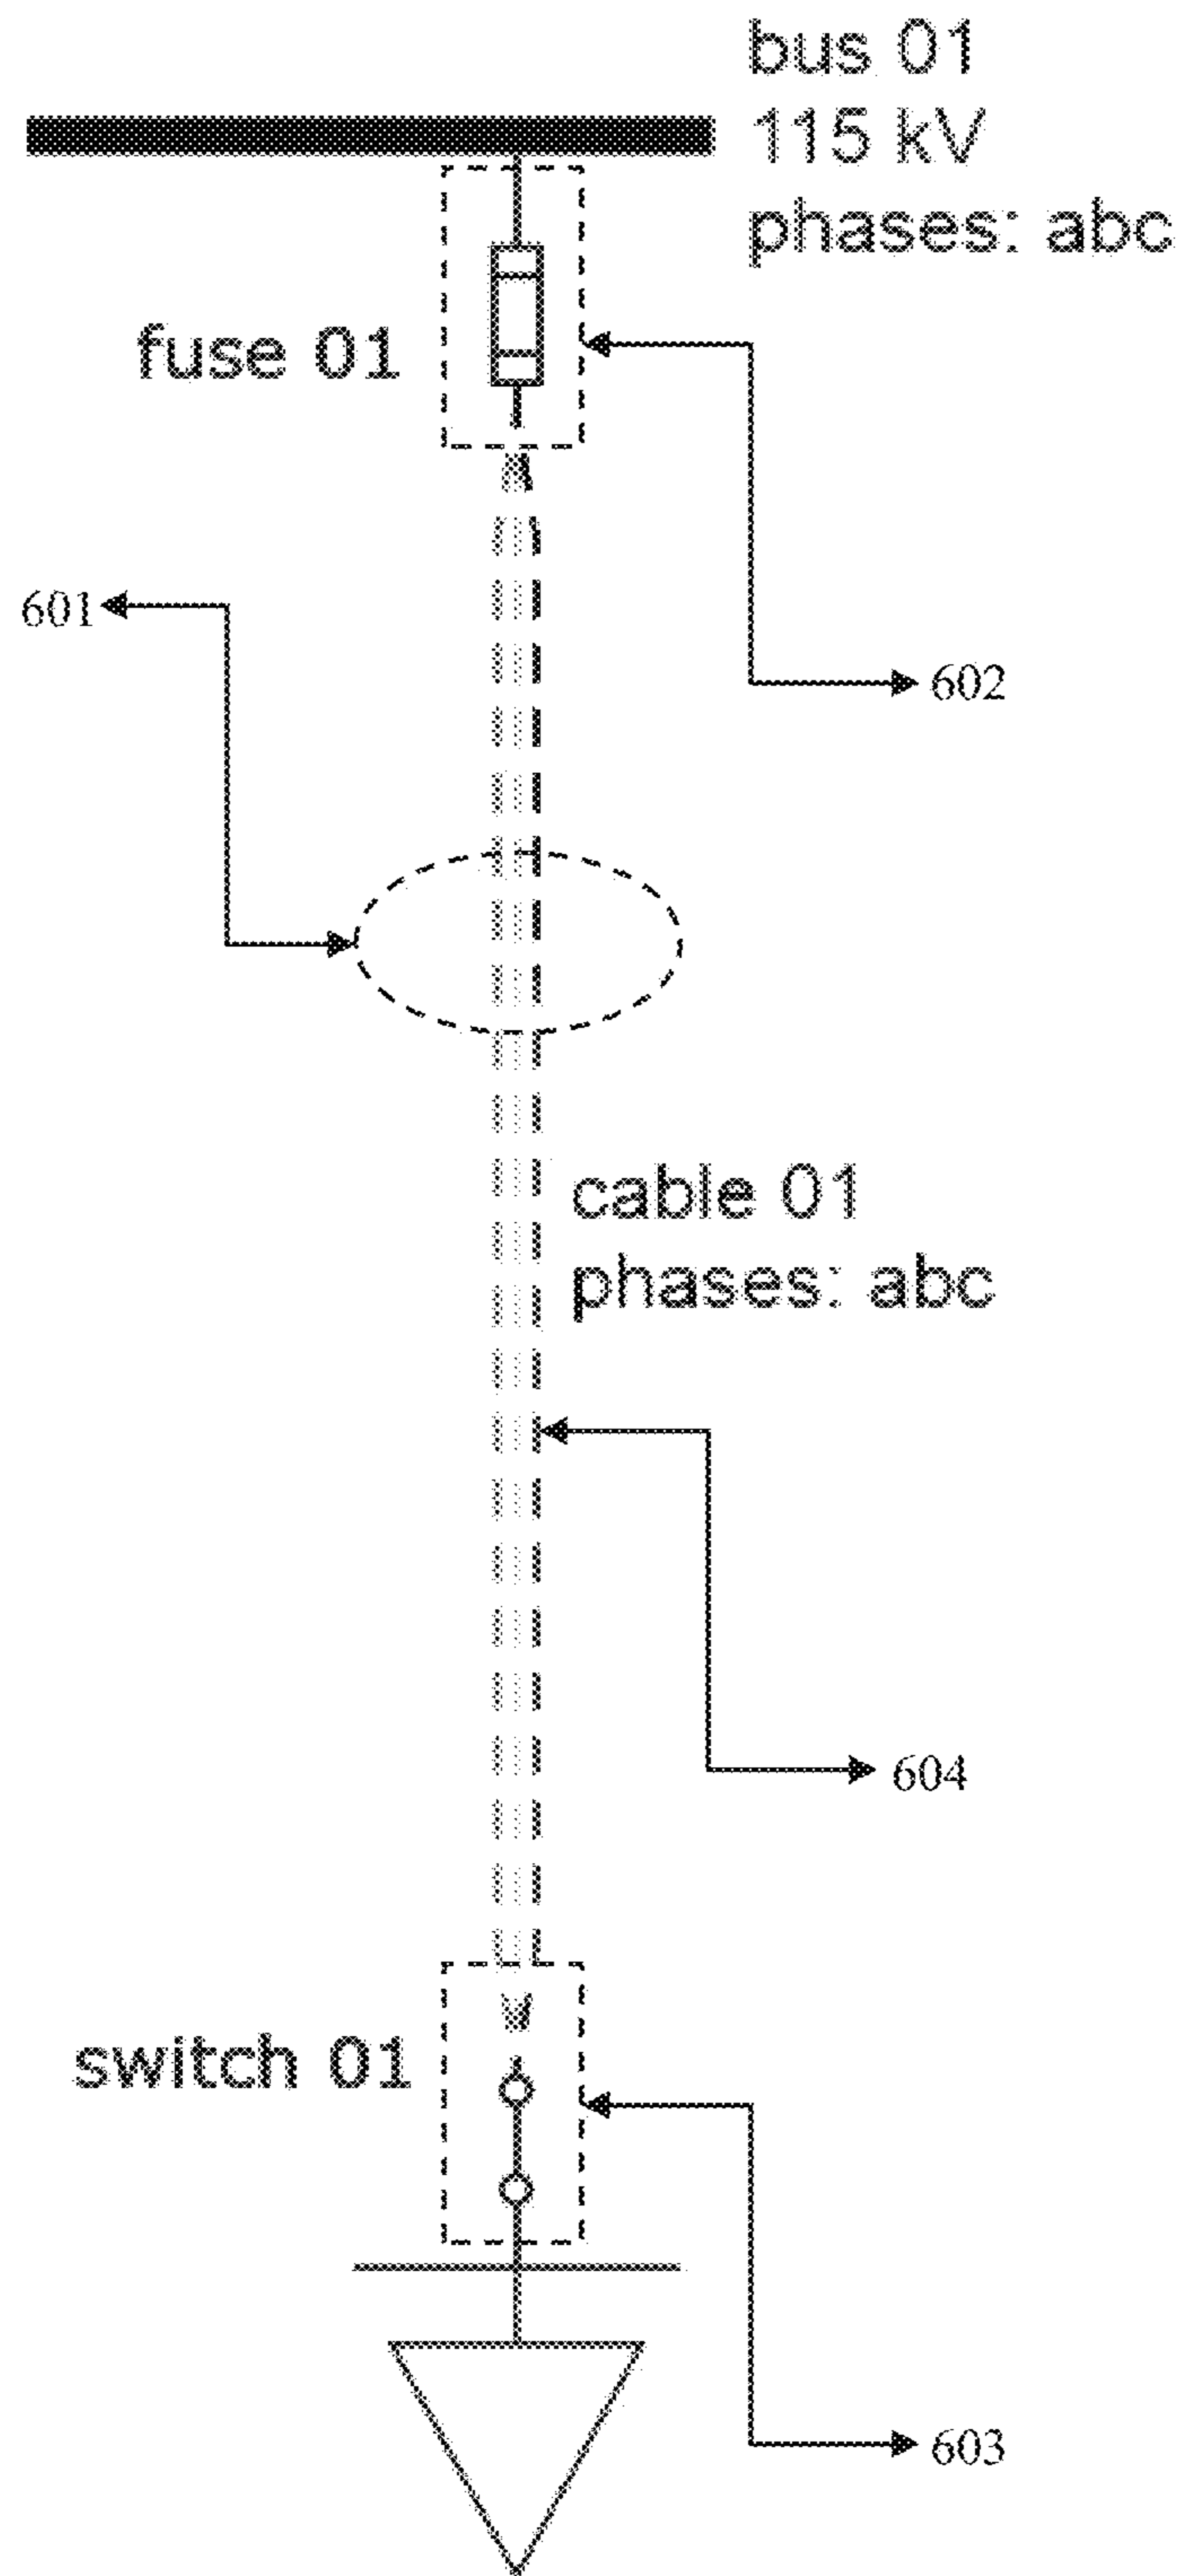 bus 01
115 kV
phases: abc
fuse 01
601
602
cable 01
phases: abc
604
switch 01
603